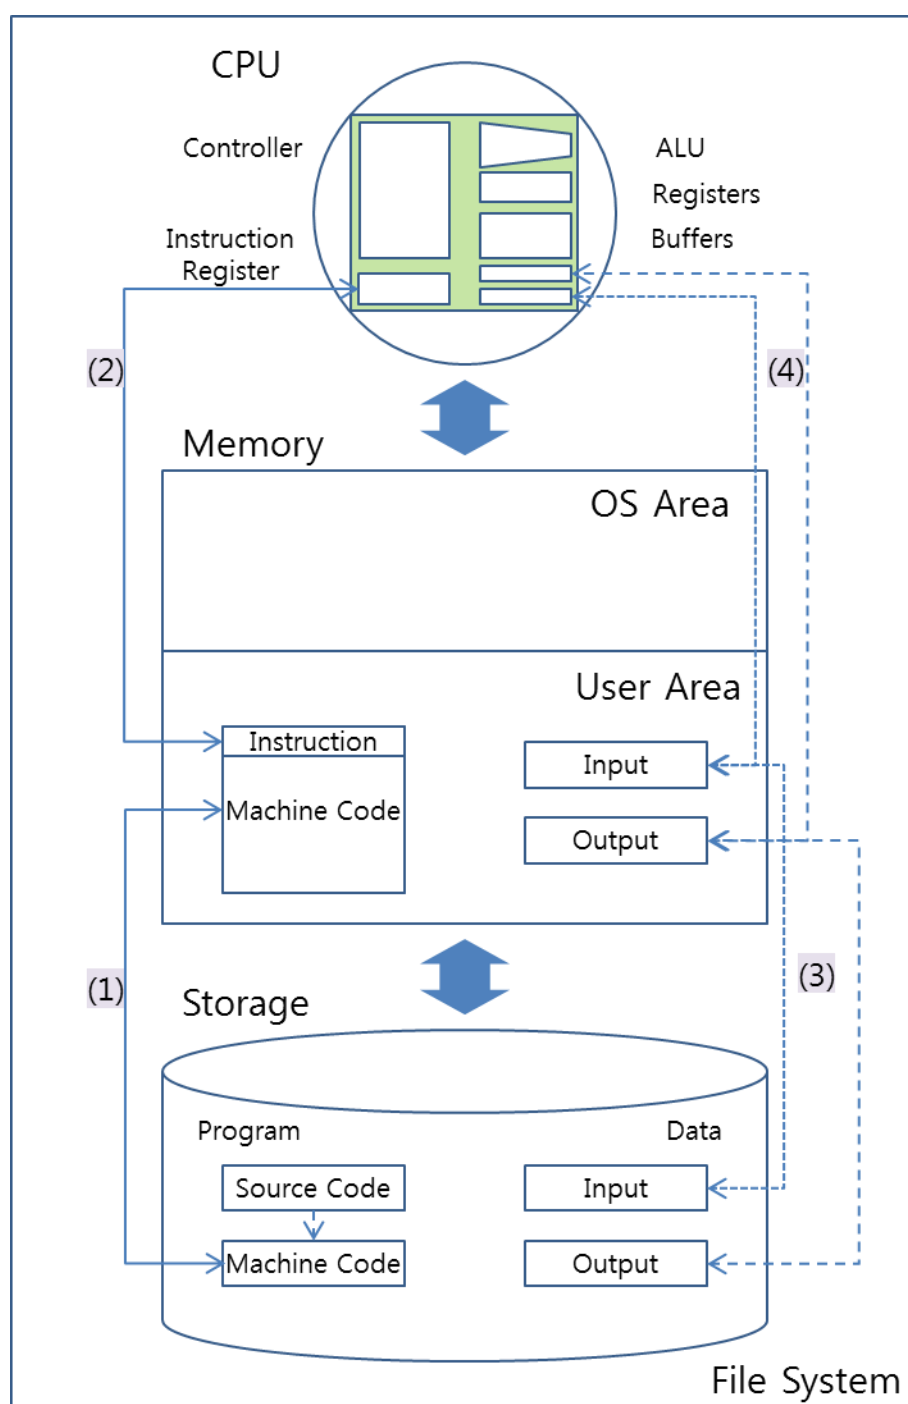 CPU
Controller
ALU
Registers
Instruction
Register
Buffers
(2)
(4)
Memory
OS Area
User Area
Instruction
Input
Machine Code
Output
(1)
(3)
Storage
Program
Data
Source Code
Input
Machine Code
Output
File System